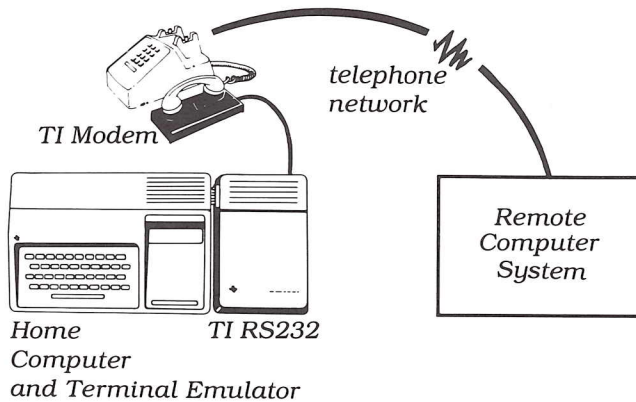 telephone
network
TI Modem
Remote
Computer
System
Home
Computer
and Terminal Emulator
TI RS232